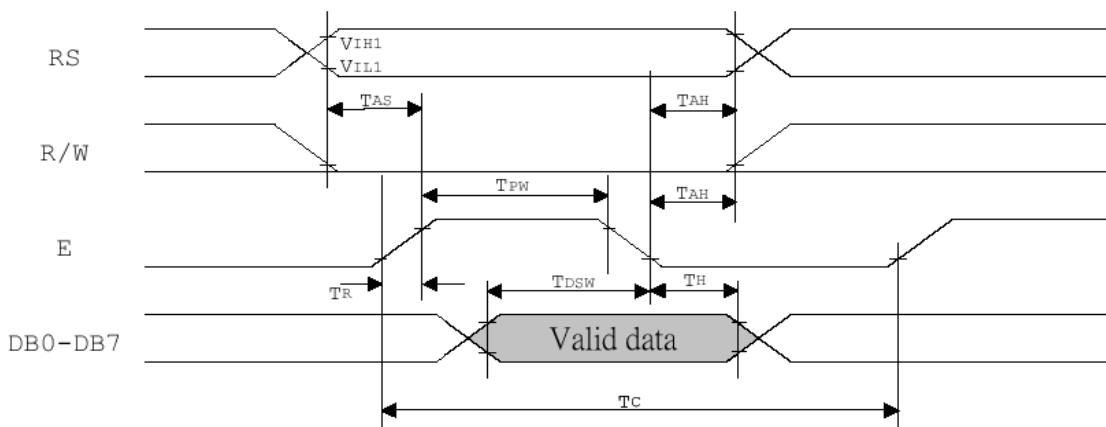 RS
VIH1
VIL1
TAS
TAH
R/W
TPW
TAH
E
TR
TDSW
TH
DB0-DB7
Valid data
TC